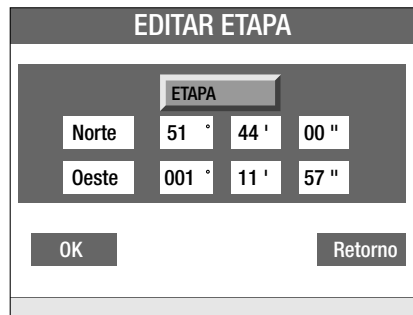 EDITAR ETAPA
ETAPA
Norte 51 ° 44 ' 00 "
Oeste 001 ° 11 ' 57 "
OK Retorno